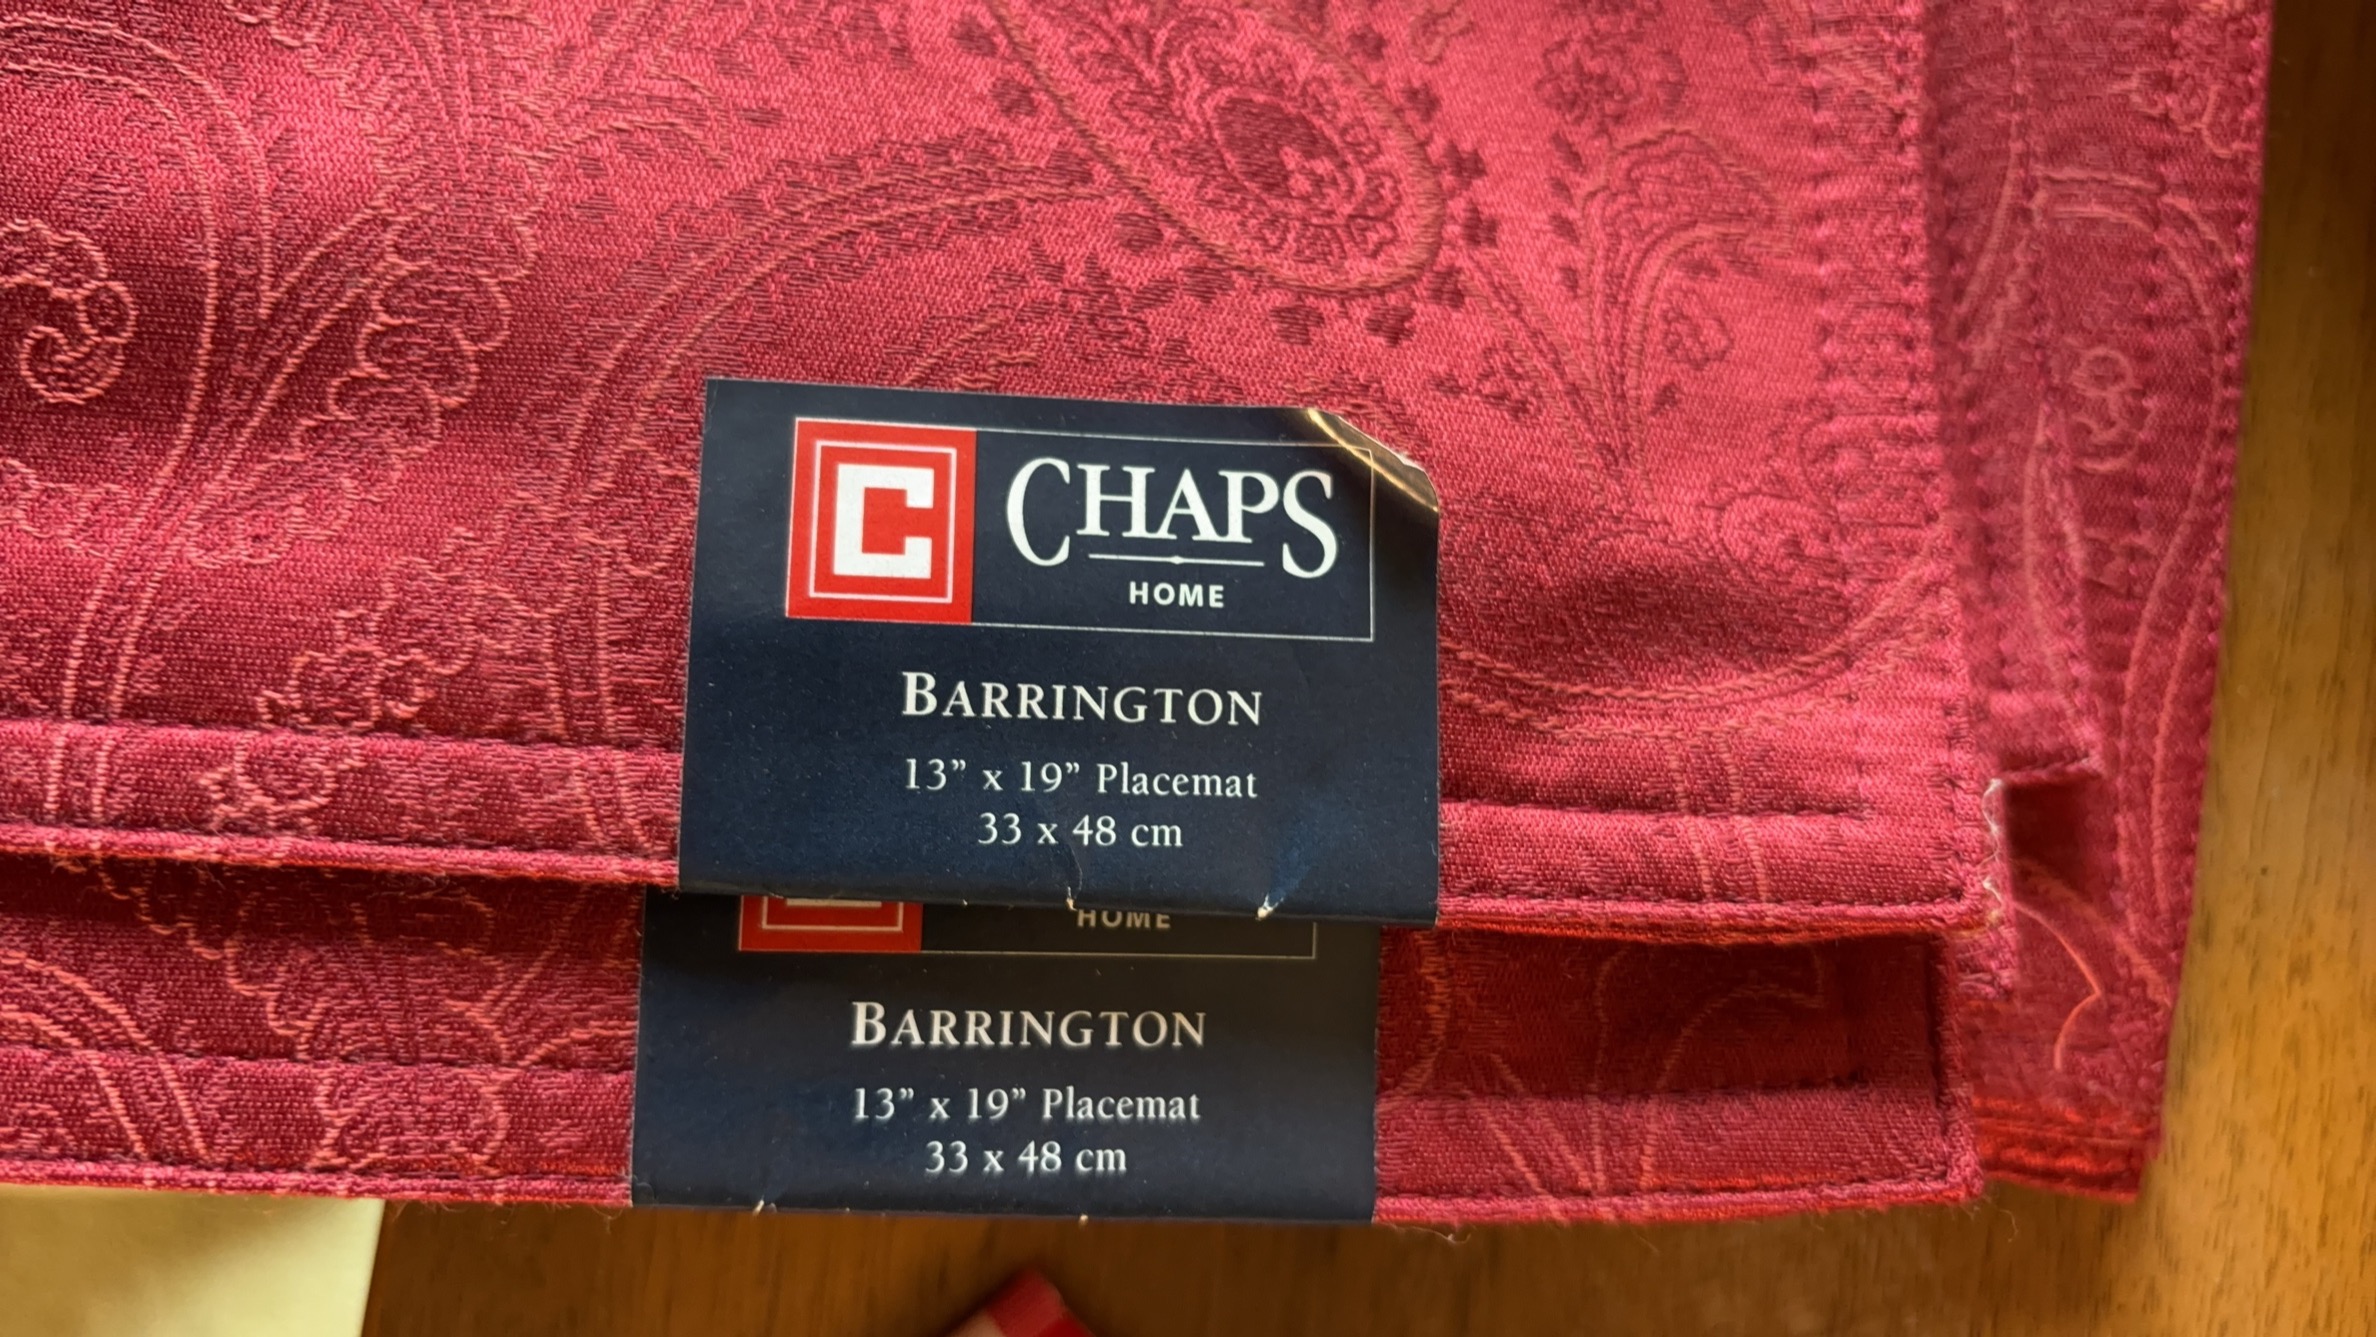 C CHAPS
HOME
BARRINGTON
13” x 19” Placemat
33 x 48 cm
HOME
BARRINGTON
13” x 19” Placemat
33 x 48 cm